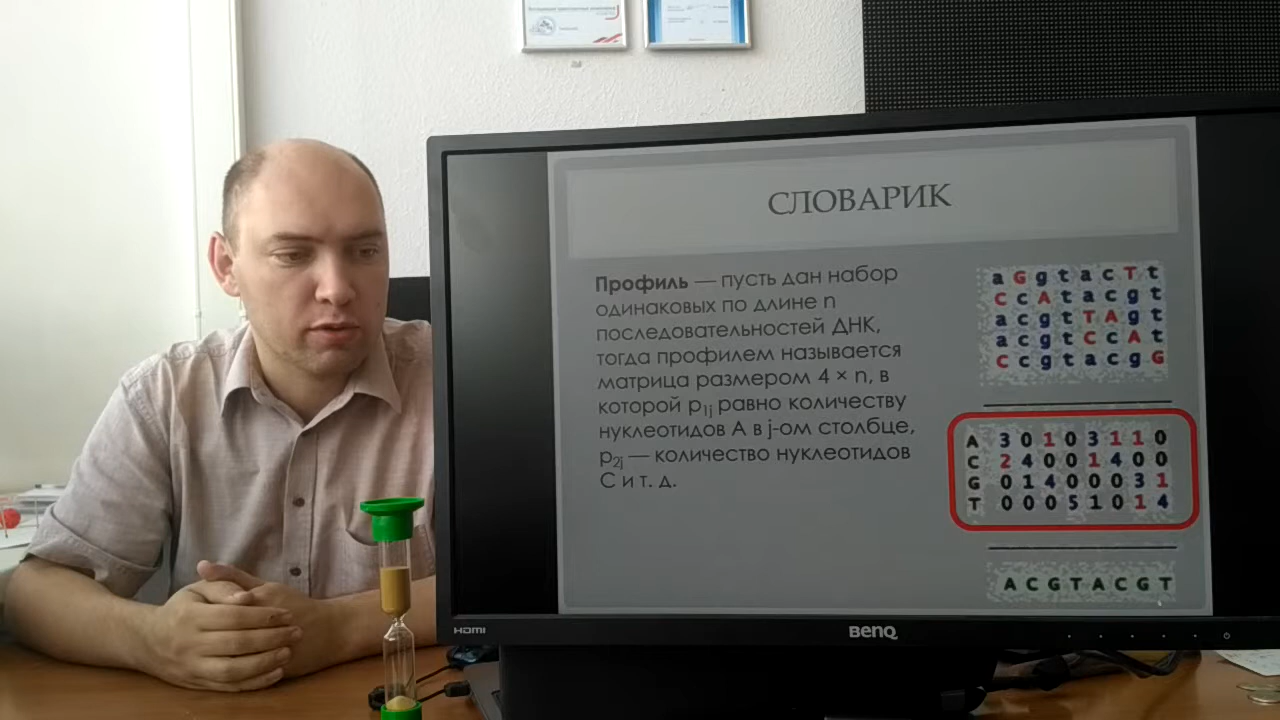 СЛОВАРИК
Профиль — пусть дан набор
одинаковых по длине n
последовательностей ДНК,
тогда профилем называется
матрица размером 4 × n, в
которой p1j равно количеству
нуклеотидов А в j-ом столбце,
p2j — количество нуклеотидов
С и т. д.
a G g t a c T t
C c A t a c g t
a c g t T A g t
a c g t C c A t
C c g t a c g G
A 3 0 1 0 3 1 1 0
C 2 4 0 0 1 4 0 0
G 0 1 4 0 0 0 3 1
T 0 0 0 5 1 0 1 4
A C G T A C G T
HDMI
BenQ